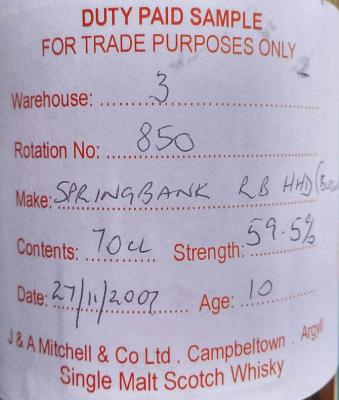 DUTY PAID SAMPLE
FOR TRADE PURPOSES ONLY
2
Warehouse: 3
Rotation No: 850
Make: SPRINGBANK RB HHD
Contents: 70cl Strength: 59.5%
Date: 27/11/2007 Age: 10
J & A Mitchell & Co Ltd . Campbeltown . Argyll
Single Malt Scotch Whisky